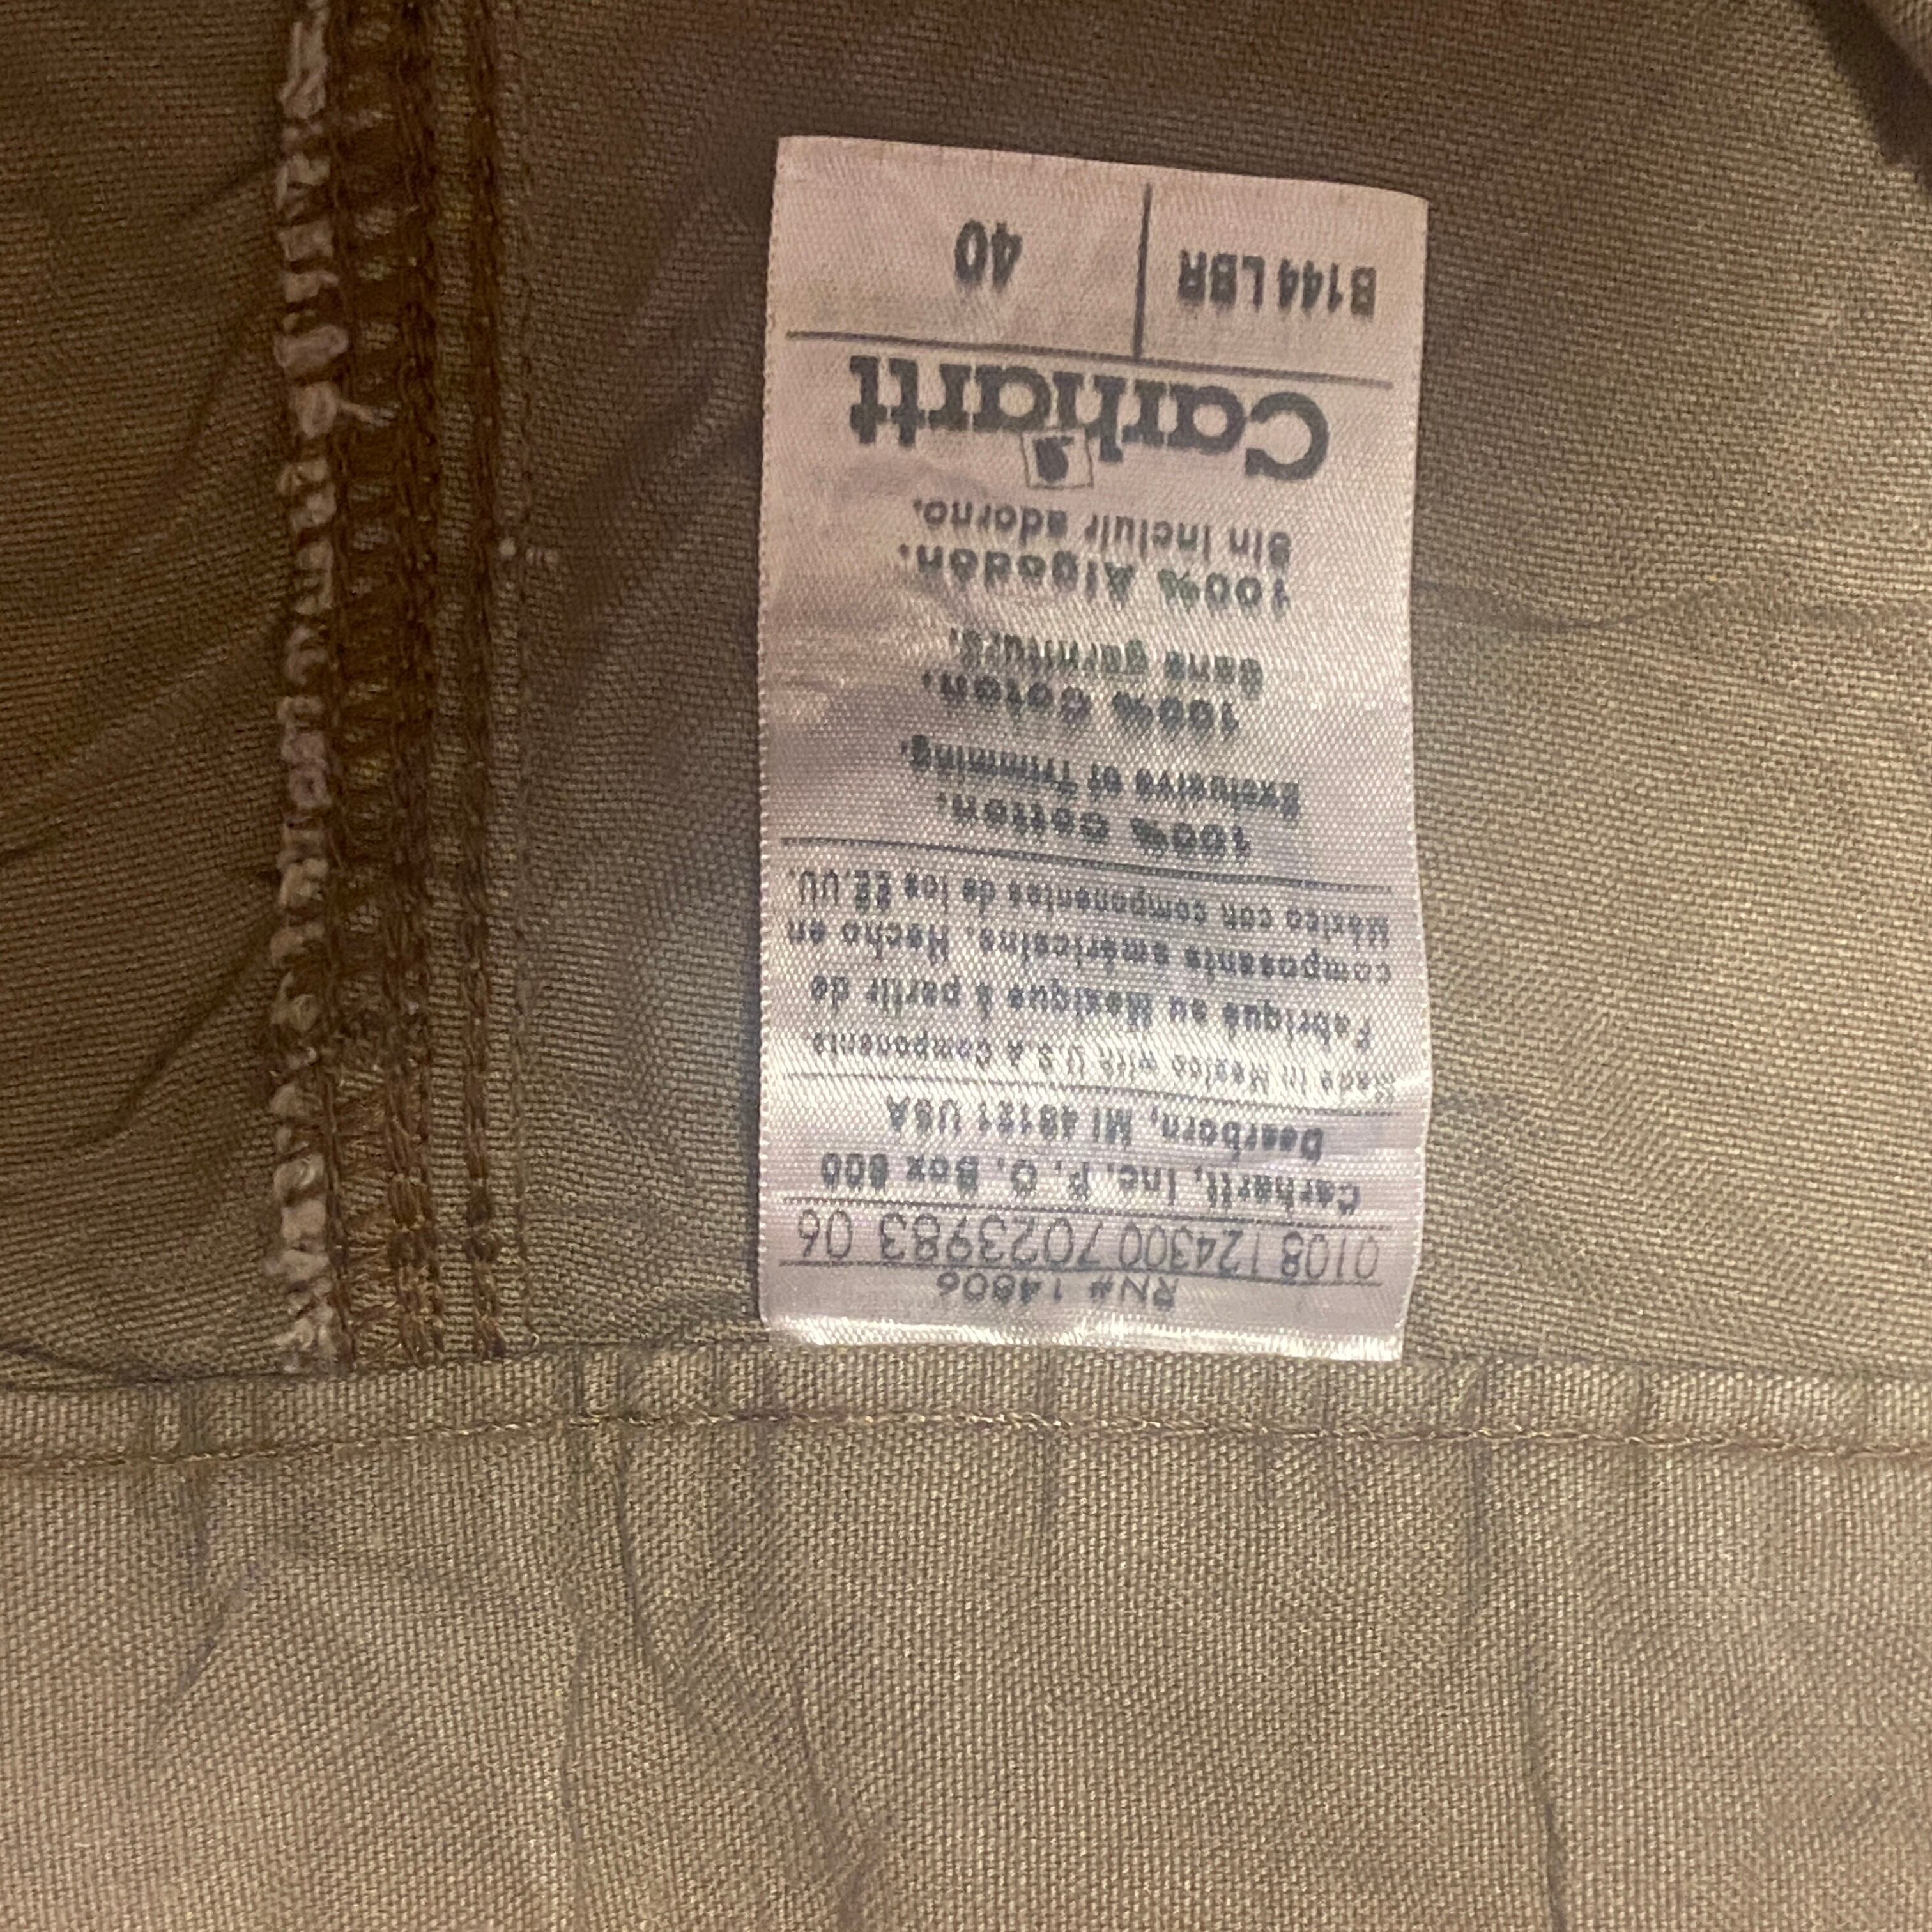 RN# 14806
0108 124300 7023983 06
Carhartt, Inc. P. O. Box 600
Dearborn, MI 48121 USA
Made in Mexico with U.S.A Components.
Fabriqué au Mexique à partir de
composants américains. Hecho en
México con componentes de los EE.UU.
100% Cotton.
Exclusive of Trimming.
100% Coton.
Sans garniture.
100% Algodón.
Sin incluir adorno.
Carhartt
B144 LBR 40